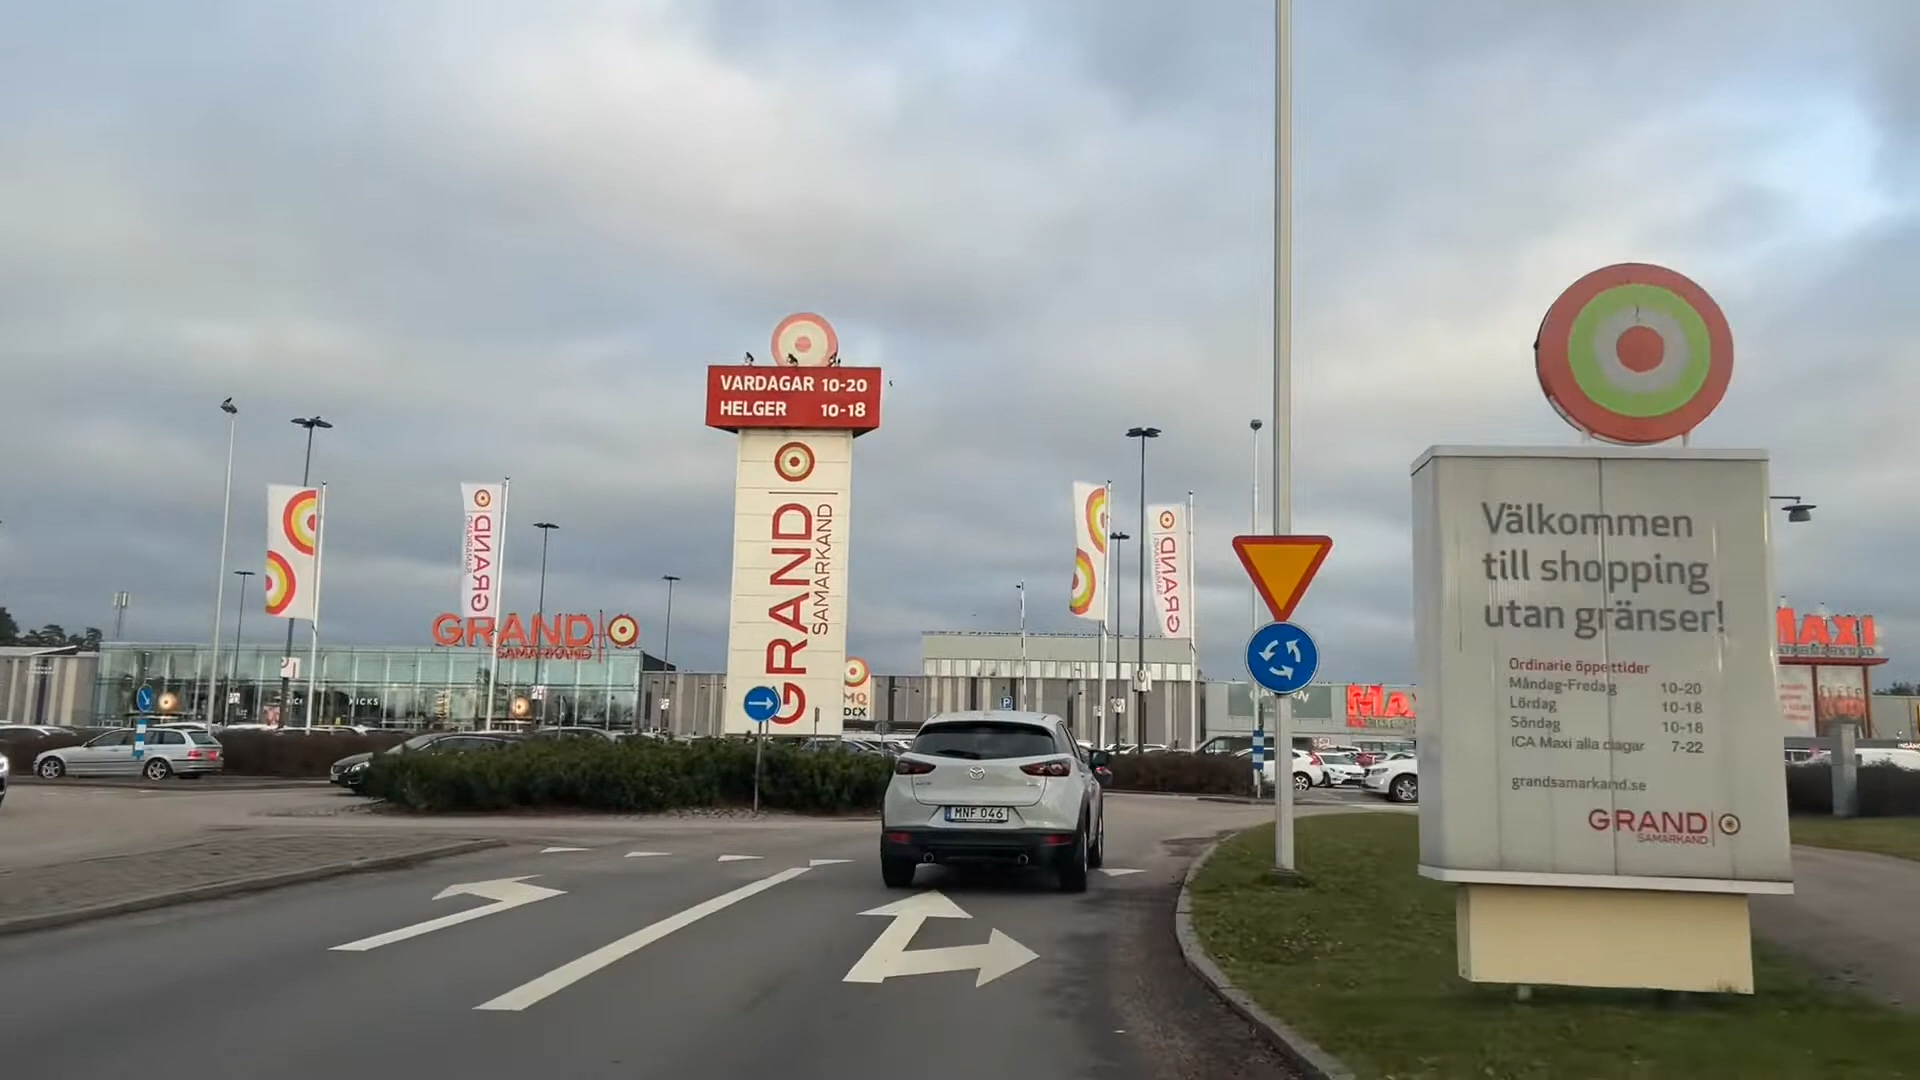 VARDAGAR 10-20
HELGER 10-18
GRAND
SAMARKAND
GRAND
SAMARKAND
GRAND
SAMARKAND
GRAND
SAMARKAND
MQ
KICKS
P
MNF 046
MAXI
Välkommen
till shopping
utan gränser!
Ordinarie öppettider
Måndag-Fredag 10-20
Lördag 10-18
Söndag 10-18
ICA Maxi alla dagar 7-22
grandsamarkand.se
GRAND
SAMARKAND